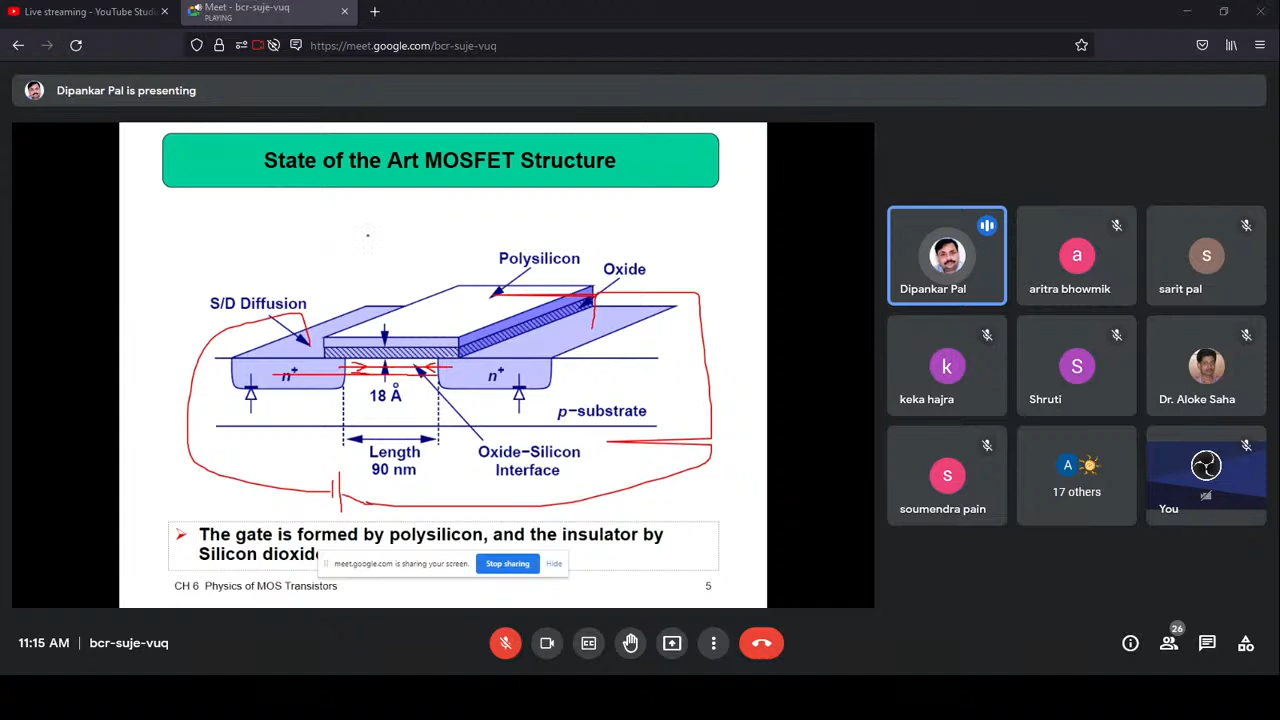 Live streaming - YouTube Studi
Meet - bcr-suje-vuq
PLAYING
https://meet.google.com/bcr-suje-vuq
Dipankar Pal is presenting
State of the Art MOSFET Structure
Polysilicon
Oxide
S/D Diffusion
n+
n+
18 Å
p-substrate
Length
90 nm
Oxide-Silicon
Interface
The gate is formed by polysilicon, and the insulator by
Silicon dioxide
meet.google.com is sharing your screen.
Stop sharing
Hide
CH 6 Physics of MOS Transistors
5
Dipankar Pal
a
aritra bhowmik
s
sarit pal
k
keka hajra
S
Shruti
Dr. Aloke Saha
s
soumendra pain
A
17 others
You
11:15 AM
bcr-suje-vuq
CC
26